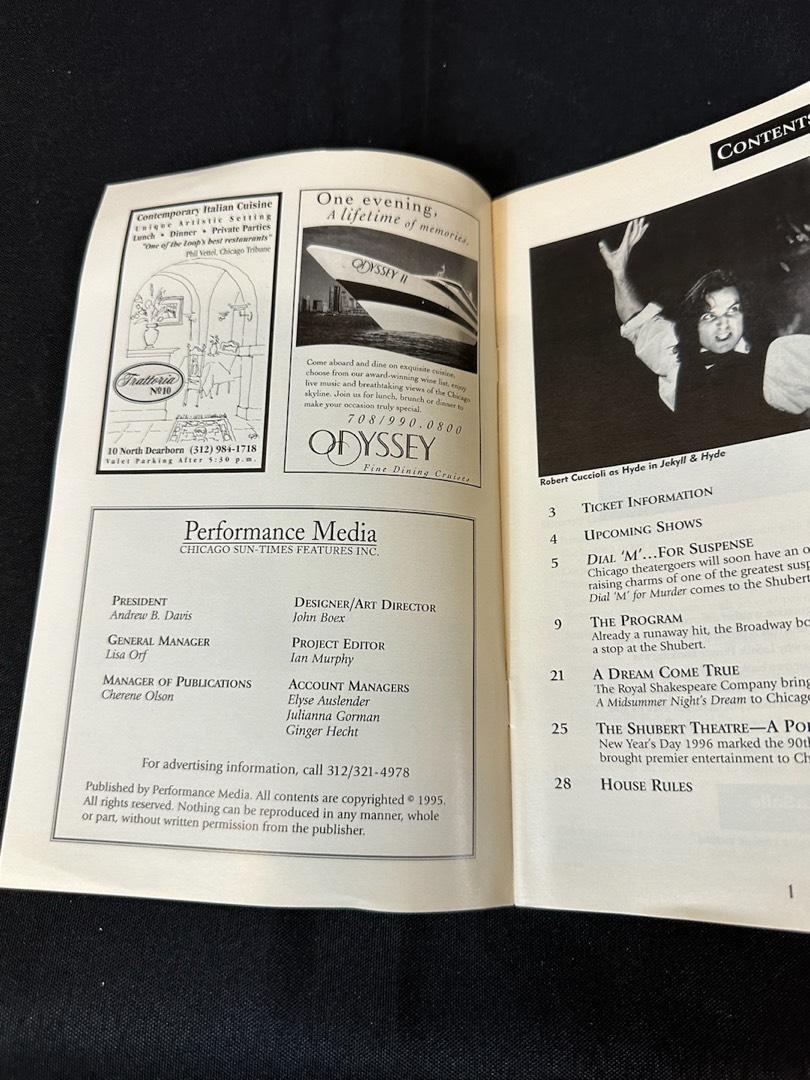 Contemporary Italian Cuisine
Unique Artistic Setting
Lunch • Dinner • Private Parties
"One of the Loop's best restaurants"
Phil Vettel, Chicago Tribune
Trattoria
No10
10 North Dearborn (312) 984-1718
Valet Parking After 5:30 p.m.
One evening,
A lifetime of memories.
ODYSSEY II
Come aboard and dine on exquisite cuisine,
choose from our award-winning wine list, enjoy
live music and breathtaking views of the Chicago
skyline. Join us for lunch, brunch or dinner to
make your occasion truly special.
708/990.0800
ODYSSEY
Fine Dining Cruises
Performance Media
CHICAGO SUN-TIMES FEATURES INC.
PRESIDENT
Andrew B. Davis
GENERAL MANAGER
Lisa Orf
MANAGER OF PUBLICATIONS
Cherene Olson
DESIGNER/ART DIRECTOR
John Boex
PROJECT EDITOR
Ian Murphy
ACCOUNT MANAGERS
Elyse Auslender
Julianna Gorman
Ginger Hecht
For advertising information, call 312/321-4978
Published by Performance Media. All contents are copyrighted © 1995.
All rights reserved. Nothing can be reproduced in any manner, whole
or part, without written permission from the publisher.
CONTENTS
Robert Cuccioli as Hyde in Jekyll & Hyde
3 TICKET INFORMATION
4 UPCOMING SHOWS
5 DIAL 'M'...FOR SUSPENSE
Chicago theatergoers will soon have an
raising charms of one of the greatest
Dial 'M' for Murder comes to the Shubert
9 THE PROGRAM
Already a runaway hit, the Broadway
a stop at the Shubert.
21 A DREAM COME TRUE
The Royal Shakespeare Company
A Midsummer Night's Dream to
25 THE SHUBERT THEATRE—A
New Year's Day 1996 marked the 90th
brought premier entertainment to
28 HOUSE RULES
1